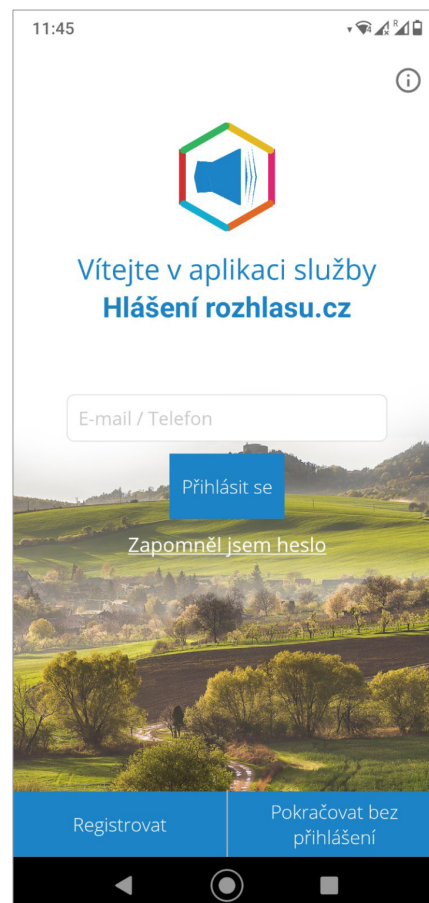 11:45
Vítejte v aplikaci služby
Hlášení rozhlasu.cz
E-mail / Telefon
Přihlásit se
Zapomněl jsem heslo
Registrovat
Pokračovat bez
přihlášení